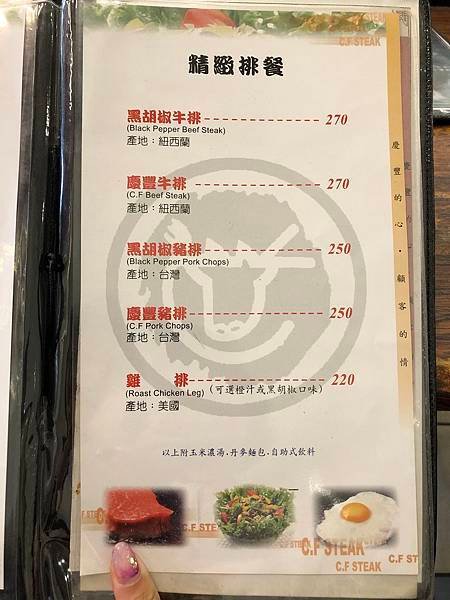 C.F STEAK
C.F STEAK
精緻排餐
黑胡椒牛排 270
(Black Pepper Beef Steak)
產地：紐西蘭
慶豐牛排 270
(C.F Beef Steak)
產地：紐西蘭
黑胡椒豬排 250
(Black Pepper Pork Chops)
產地：台灣
慶豐豬排 250
(C.F Pork Chops)
產地：台灣
雞 排 220
(Roast Chicken Leg) (可選橙汁或黑胡椒口味)
產地：美國
以上附玉米濃湯.丹麥麵包.自助式飲料
慶豐的心．顧客的情
C.F STE
C.F STEAK
C.F STEAK
C.F ST